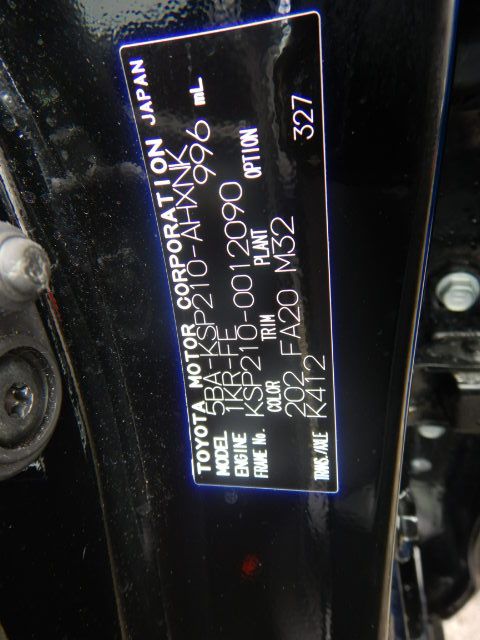 TOYOTA MOTOR CORPORATION JAPAN
MODEL 5BA-KSP210-AHXNK
ENGINE 1KR-FE 996 mL
FRAME No. KSP210-0012090
COLOR TRIM PLANT OPTION
202 FA20 M32 327
TRANS./AXLE K412